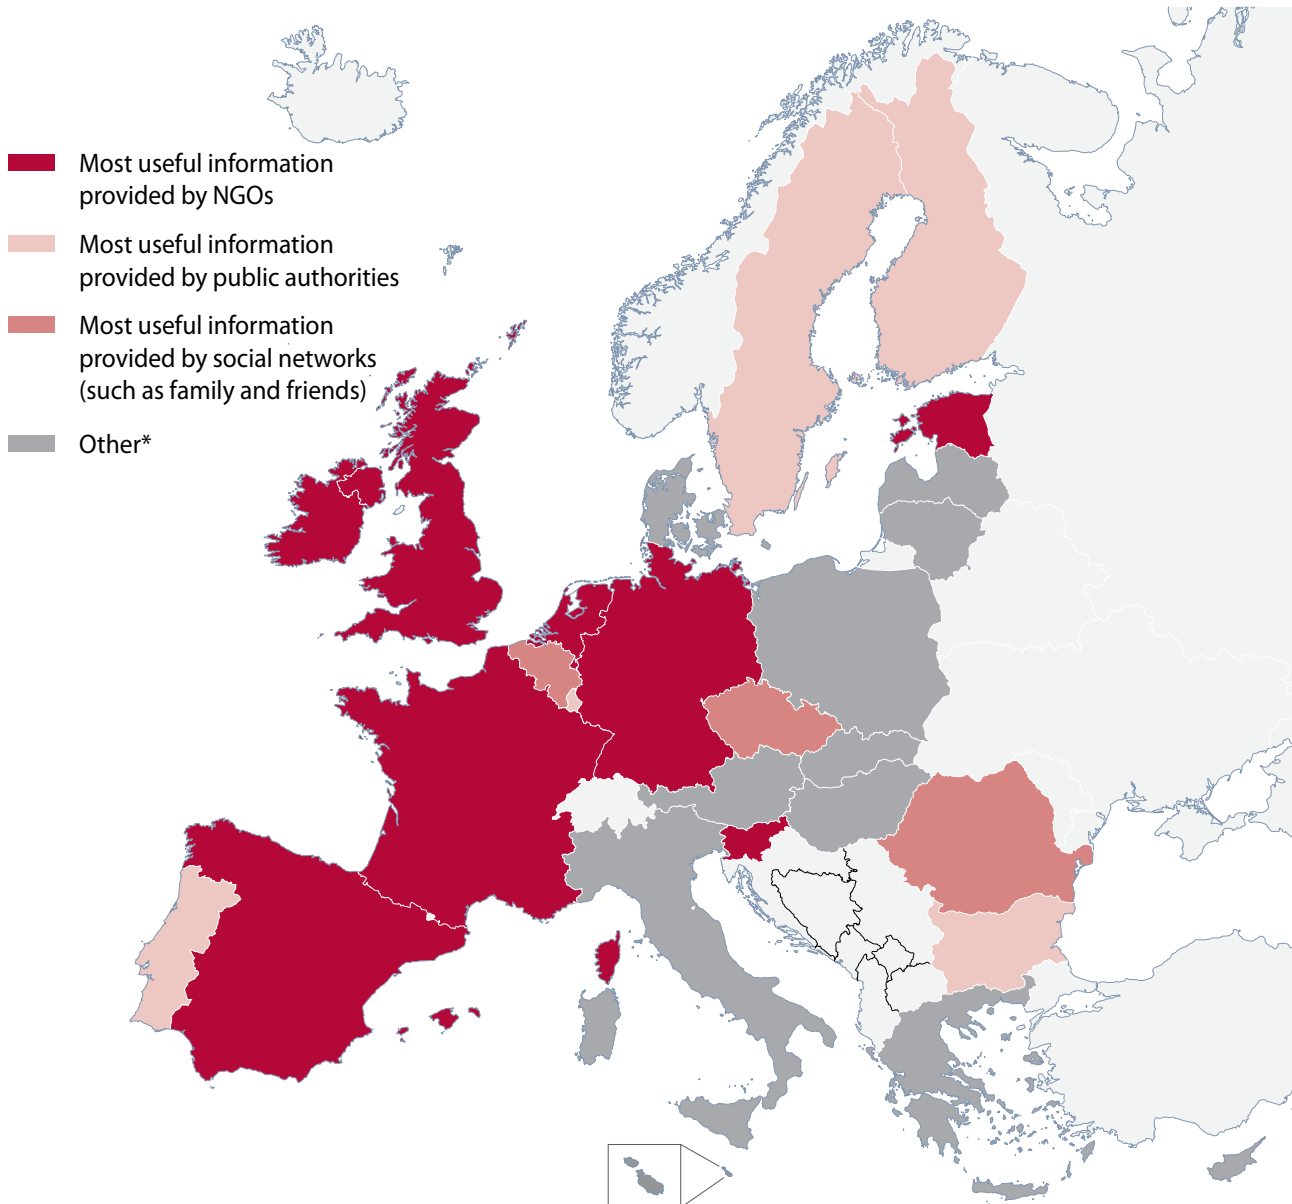 Most useful information
provided by NGOs
Most useful information
provided by public authorities
Most useful information
provided by social networks
(such as family and friends)
Other*